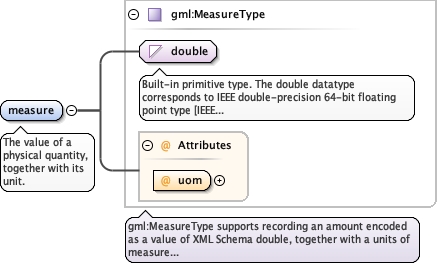 gml:MeasureType
double
Built-in primitive type. The double datatype
corresponds to IEEE double-precision 64-bit floating
point type [IEEE...
measure
The value of a
physical quantity,
together with its
unit.
@ Attributes
@ uom
gml:MeasureType supports recording an amount encoded
as a value of XML Schema double, together with a units of
measure...